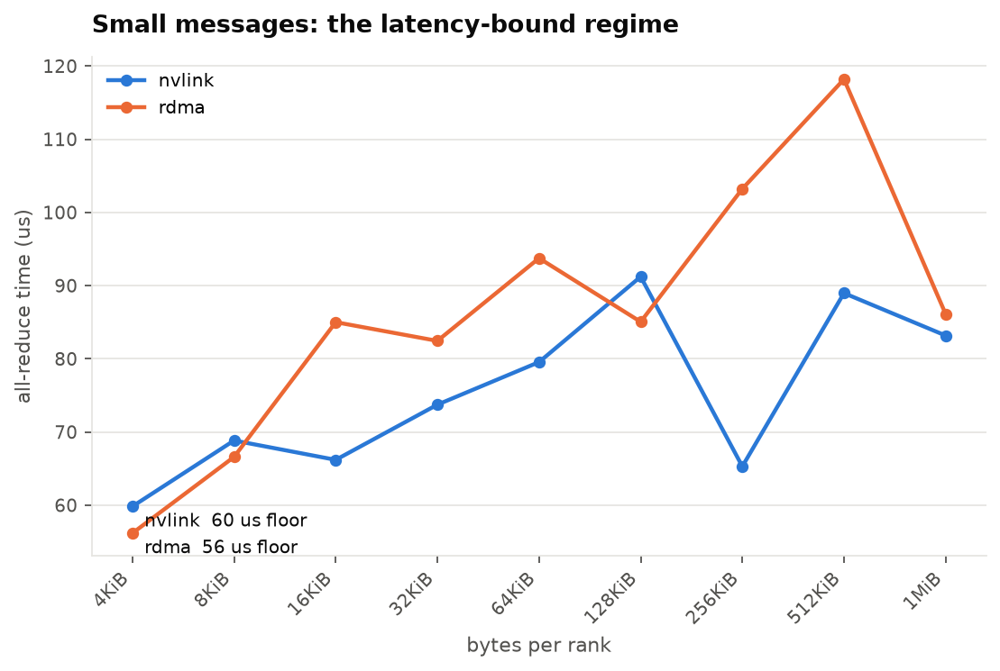 Small messages: the latency-bound regime
nvlink
rdma
120
110
100
90
80
70
60
all-reduce time (us)
nvlink  60 us floor
rdma  56 us floor
4KiB
8KiB
16KiB
32KiB
64KiB
128KiB
256KiB
512KiB
1MiB
bytes per rank